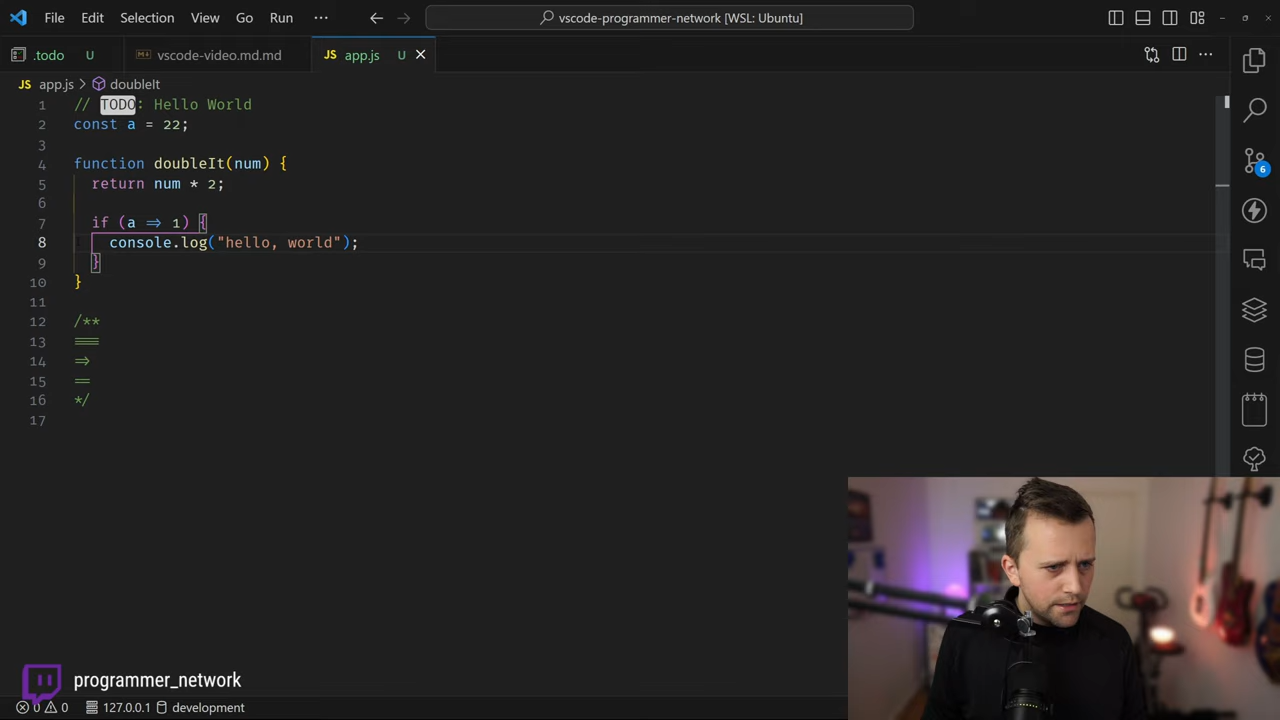 File Edit Selection View Go Run ··· ← → vscode-programmer-network [WSL: Ubuntu]
.todo U vscode-video.md.md JS app.js U ×
JS app.js > doubleIt
1 // TODO: Hello World
2 const a = 22;
3
4 function doubleIt(num) {
5 return num * 2;
6
7 if (a => 1) {
8 console.log("hello, world");
9 }
10 }
11
12 /**
13 ===
14 =>
15 ==
16 */
17
6
programmer_network
0 0 127.0.0.1 development